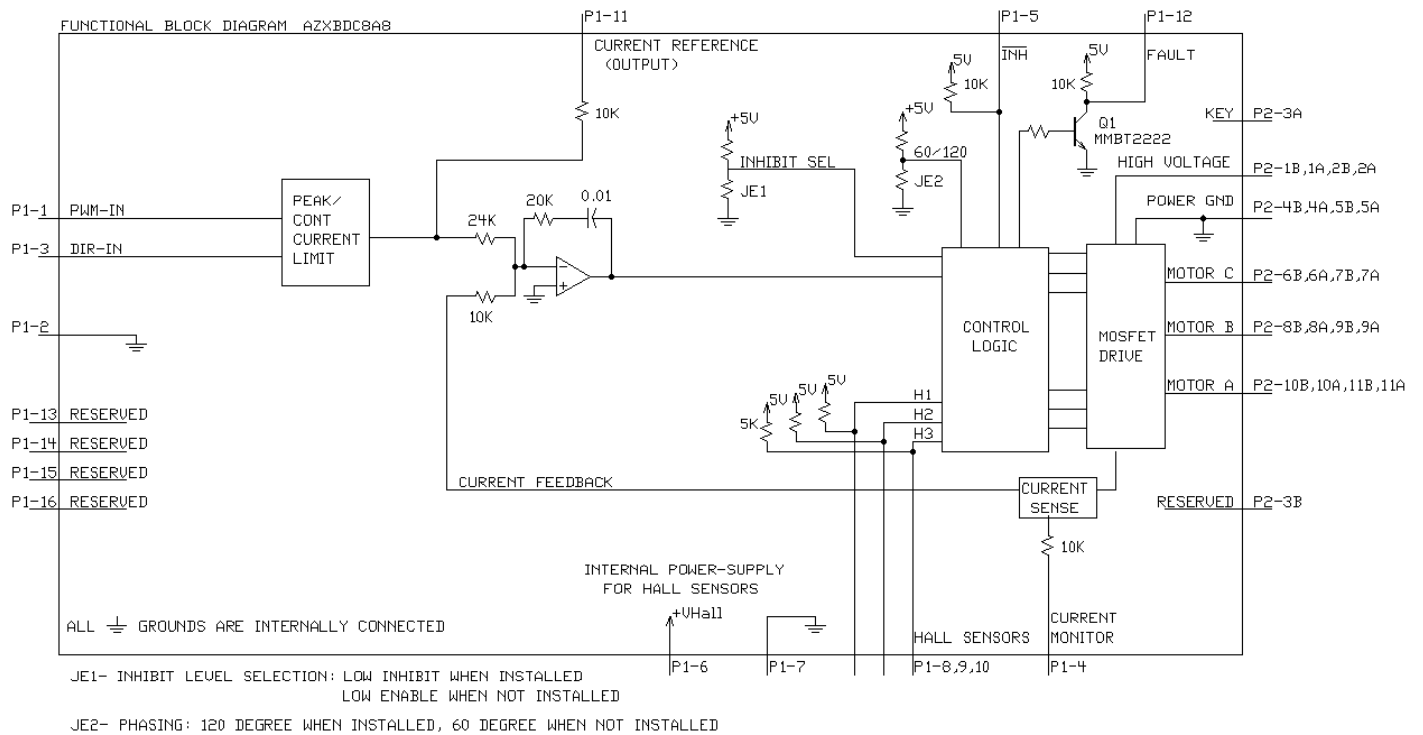 FUNCTIONAL BLOCK DIAGRAM AZXBDC8A8
P1-11
P1-5
P1-12
CURRENT REFERENCE
(OUTPUT)
INH
FAULT
5V
5V
10K
10K
10K
KEY
P2-3A
+5V
+5V
Q1
MMBT2222
60/120
INHIBIT SEL
HIGH VOLTAGE
P2-1B,1A,2B,2A
JE1
JE2
PEAK/
CONT
CURRENT
LIMIT
P1-1
PWM-IN
P1-3
DIR-IN
24K
20K
0.01
10K
POWER GND
P2-4B,4A,5B,5A
MOTOR C
P2-6B,6A,7B,7A
P1-2
CONTROL
LOGIC
MOSFET
DRIVE
MOTOR B
P2-8B,8A,9B,9A
MOTOR A
P2-10B,10A,11B,11A
5V
5V
5V
5K
H1
H2
H3
P1-13 RESERVED
P1-14 RESERVED
P1-15 RESERVED
P1-16 RESERVED
CURRENT FEEDBACK
CURRENT
SENSE
RESERVED
P2-3B
10K
INTERNAL POWER-SUPPLY
FOR HALL SENSORS
+VHall
ALL GROUNDS ARE INTERNALLY CONNECTED
HALL SENSORS
CURRENT
MONITOR
P1-6
P1-7
P1-8,9,10
P1-4
JE1- INHIBIT LEVEL SELECTION: LOW INHIBIT WHEN INSTALLED
LOW ENABLE WHEN NOT INSTALLED
JE2- PHASING: 120 DEGREE WHEN INSTALLED, 60 DEGREE WHEN NOT INSTALLED